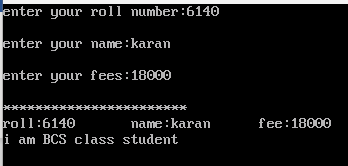 enter your roll number:6140
enter your name:karan
enter your fees:18000
***********************
roll:6140 name:karan fee:18000
i am BCS class student